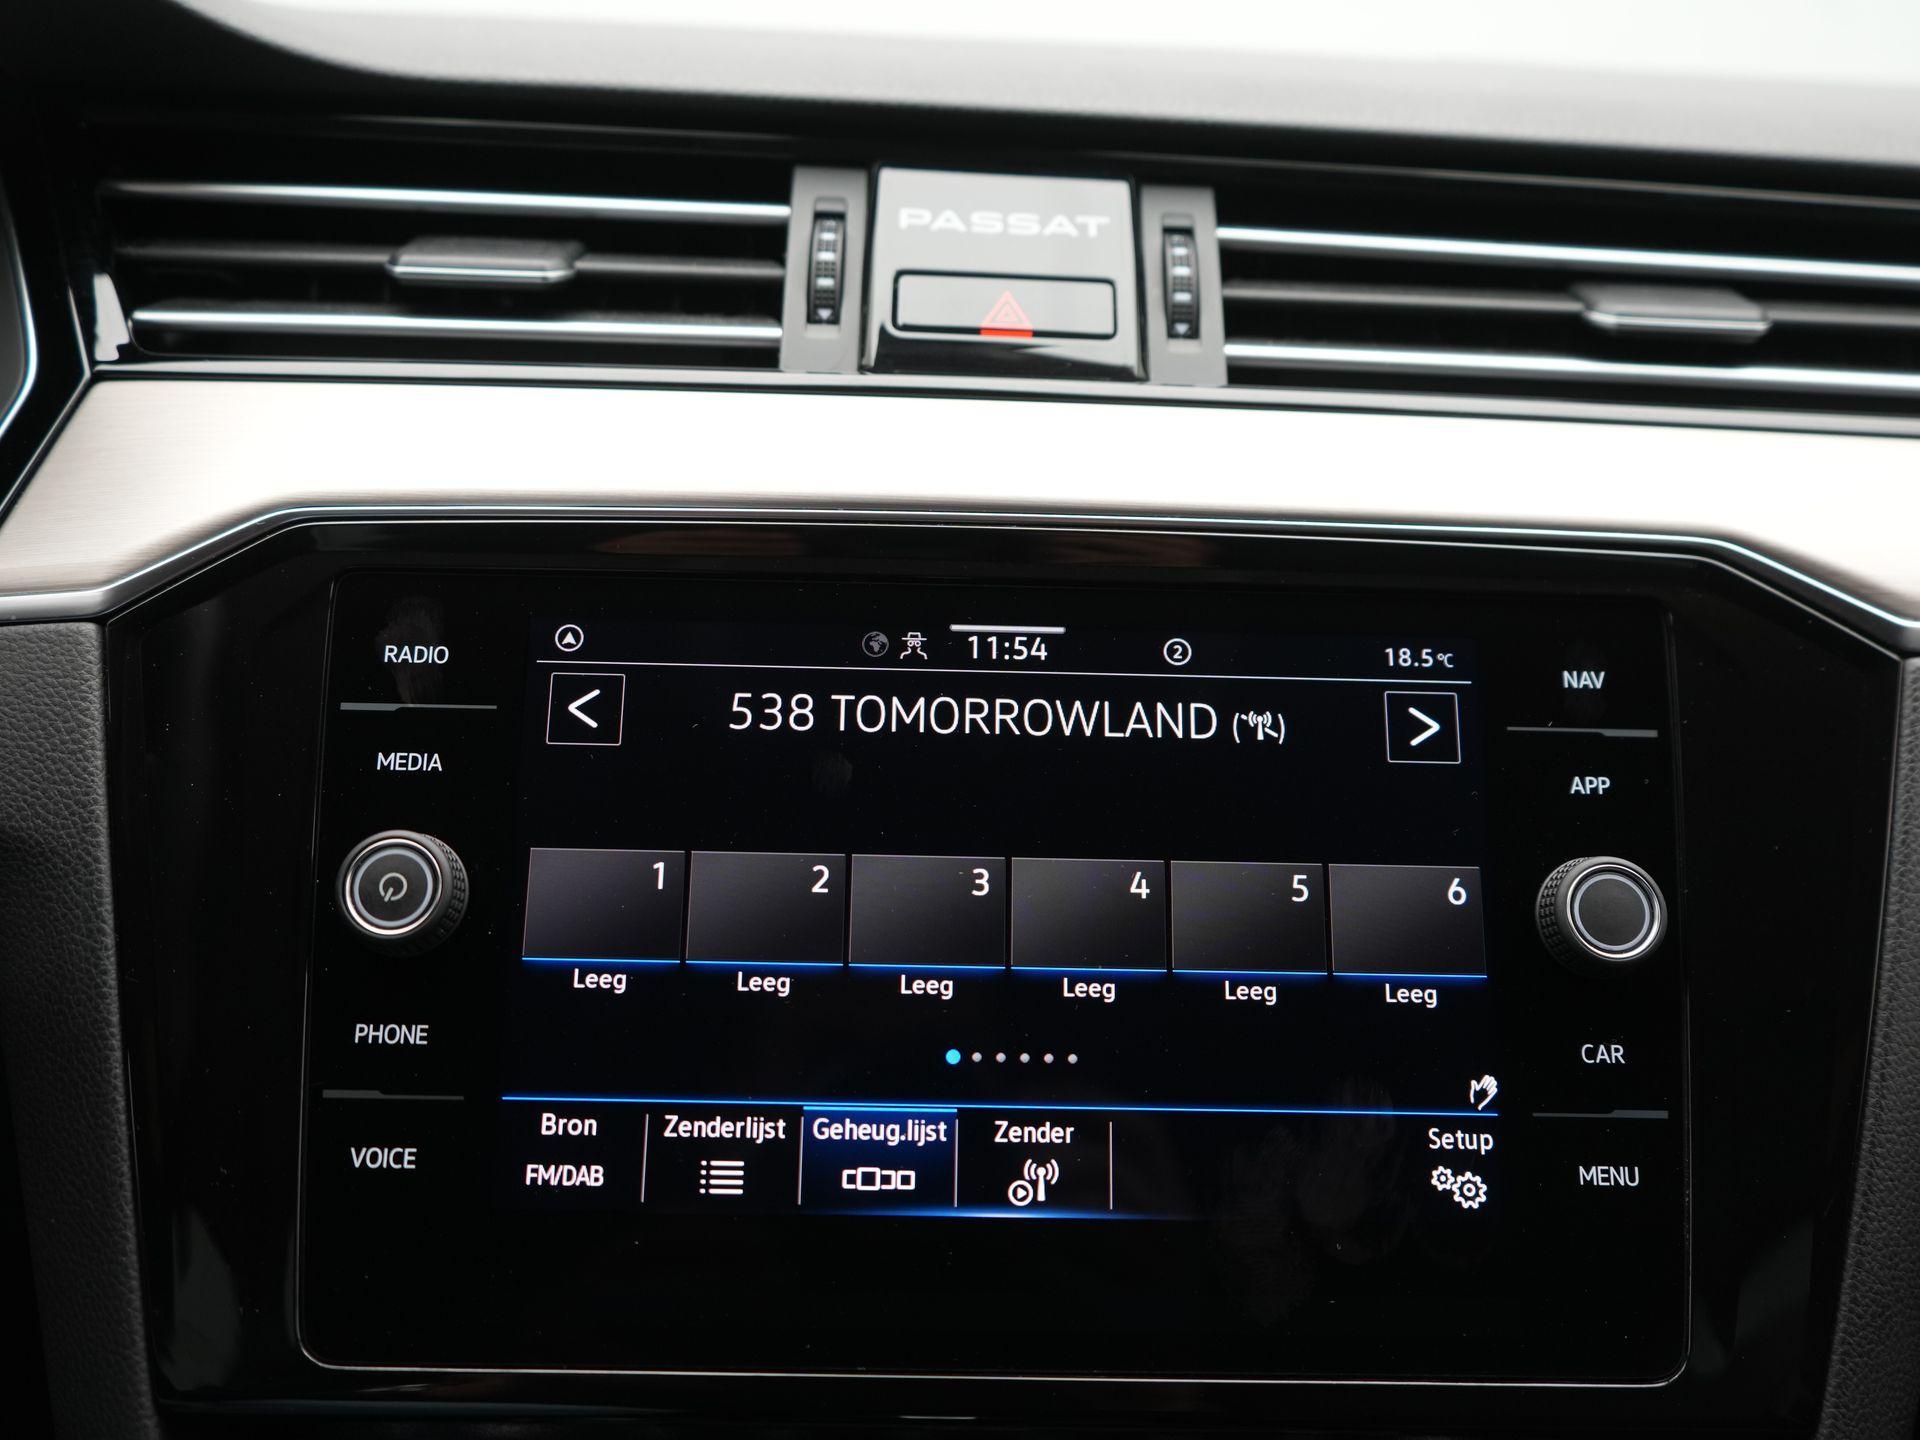 PASSAT
RADIO
MEDIA
PHONE
VOICE
11:54
2
18.5°C
< 538 TOMORROWLAND >
1 2 3 4 5 6
Leeg Leeg Leeg Leeg Leeg Leeg
Bron Zenderlijst Geheug.lijst Zender Setup
FM/DAB
NAV
APP
CAR
MENU